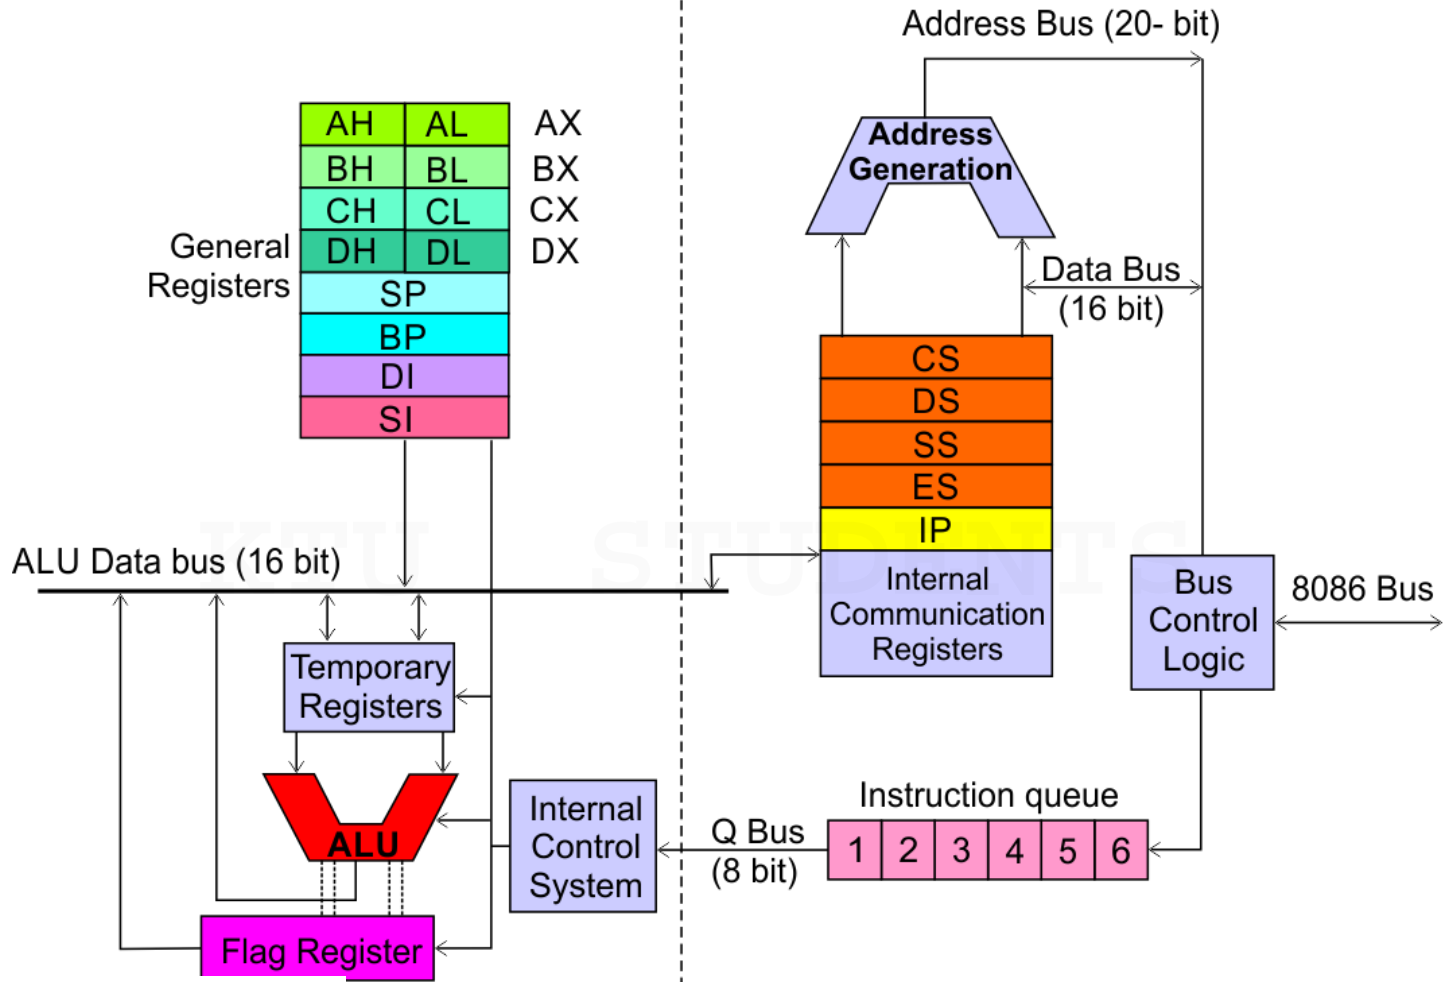 Address Bus (20- bit)
AH AL AX
BH BL BX
CH CL CX
DH DL DX
General
Registers
SP
BP
DI
SI
Address
Generation
Data Bus
(16 bit)
CS
DS
SS
ES
IP
Internal
Communication
Registers
KTU STUDENTS
ALU Data bus (16 bit)
Bus
Control
Logic
8086 Bus
Temporary
Registers
ALU
Internal
Control
System
Q Bus
(8 bit)
Instruction queue
1 2 3 4 5 6
Flag Register